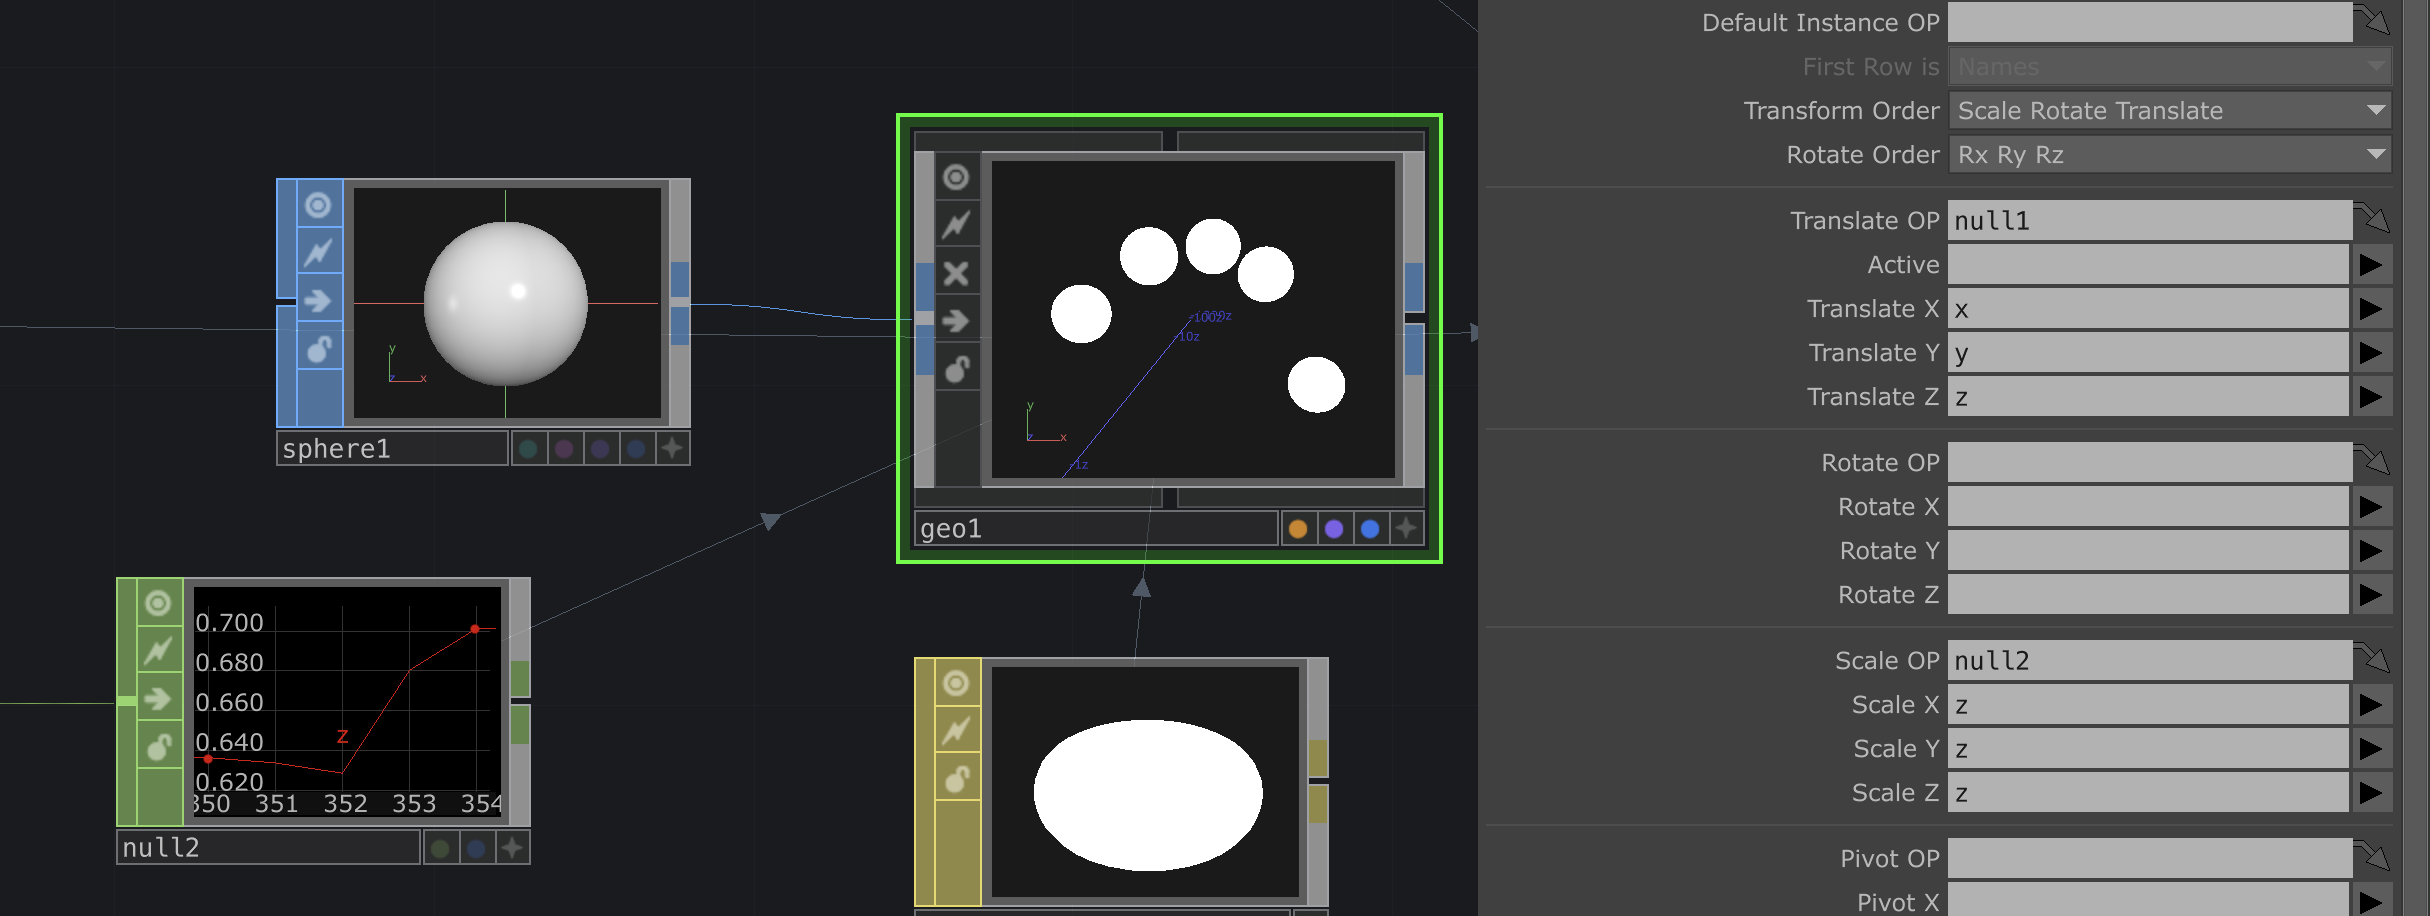 Default Instance OP
First Row is Names
Transform Order Scale Rotate Translate
Rotate Order Rx Ry Rz
Translate OP null1
Active
Translate X x
Translate Y y
Translate Z z
Rotate OP
Rotate X
Rotate Y
Rotate Z
Scale OP null2
Scale X z
Scale Y z
Scale Z z
Pivot OP
Pivot X
y
z x
sphere1
-10z
-1z
y
z x
geo1
0.700
0.680
0.660
0.640
0.620
z
350 351 352 353 354
null2